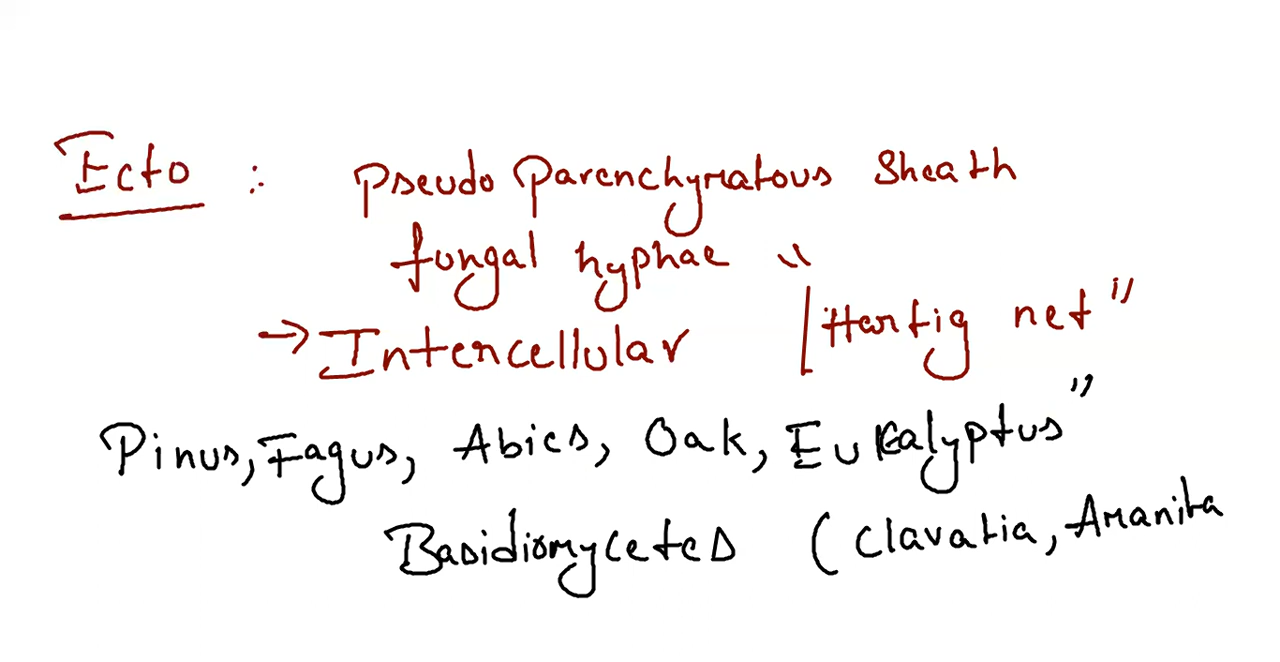 Ecto : Pseudo Parenchymatous Sheath
fungal hyphae "
→ Intercellular [Hartig net"
Pinus, Fagus, Abies, Oak, Eukalyptus"
Basidiomycetes (Clavatia, Amanita